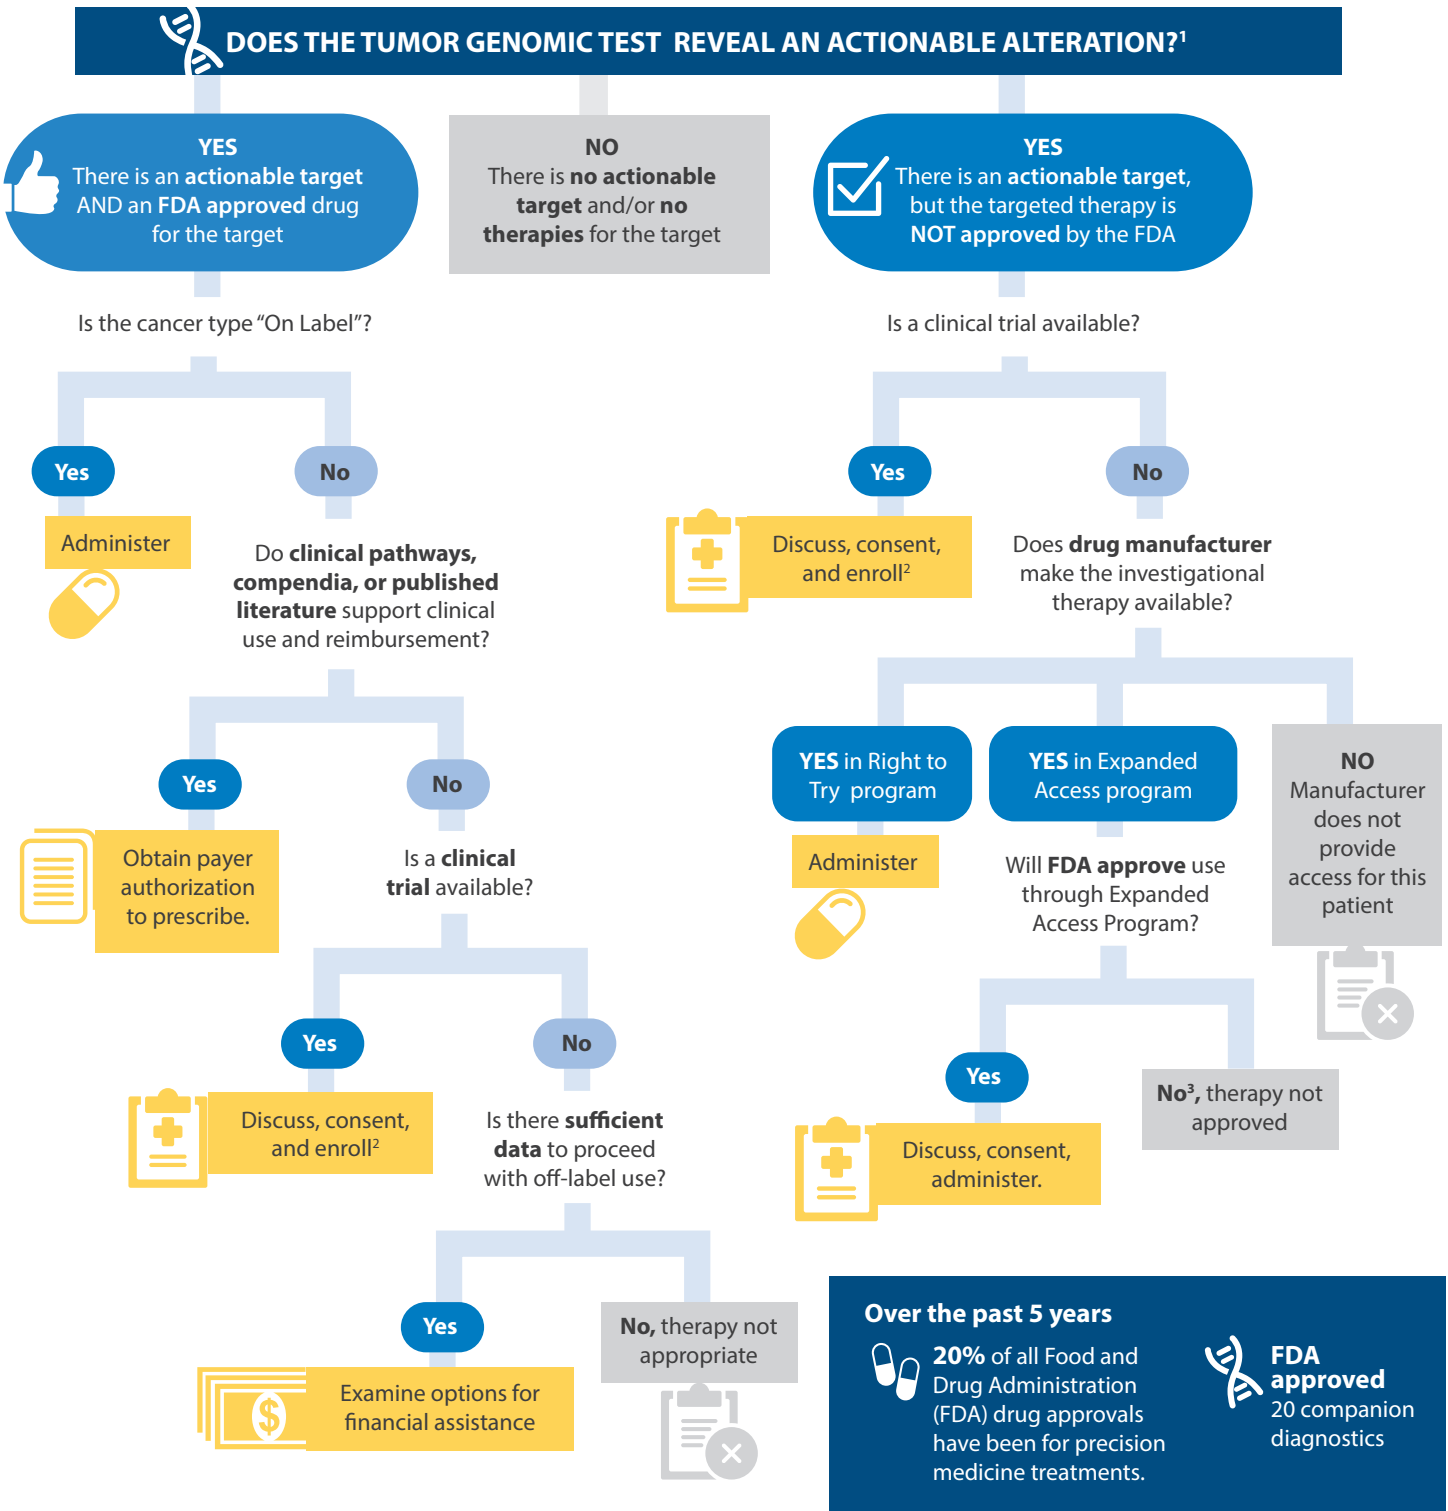 DOES THE TUMOR GENOMIC TEST REVEAL AN ACTIONABLE ALTERATION?¹
YES
There is an actionable target
AND an FDA approved drug
for the target
NO
There is no actionable
target and/or no
therapies for the target
YES
There is an actionable target,
but the targeted therapy is
NOT approved by the FDA
Is the cancer type “On Label”?
Yes
Administer
No
Do clinical pathways,
compendia, or published
literature support clinical
use and reimbursement?
Yes
Obtain payer
authorization
to prescribe.
No
Is a clinical
trial available?
Yes
Discuss, consent,
and enroll²
No
Is there sufficient
data to proceed
with off-label use?
Yes
$
Examine options for
financial assistance
No, therapy not
appropriate
Is a clinical trial available?
Yes
Discuss, consent,
and enroll²
No
Does drug manufacturer
make the investigational
therapy available?
YES in Right to
Try program
Administer
YES in Expanded
Access program
Will FDA approve use
through Expanded
Access Program?
Yes
Discuss, consent,
administer.
No³, therapy not
approved
NO
Manufacturer
does not
provide
access for this
patient
Over the past 5 years
20% of all Food and
Drug Administration
(FDA) drug approvals
have been for precision
medicine treatments.
FDA
approved
20 companion
diagnostics